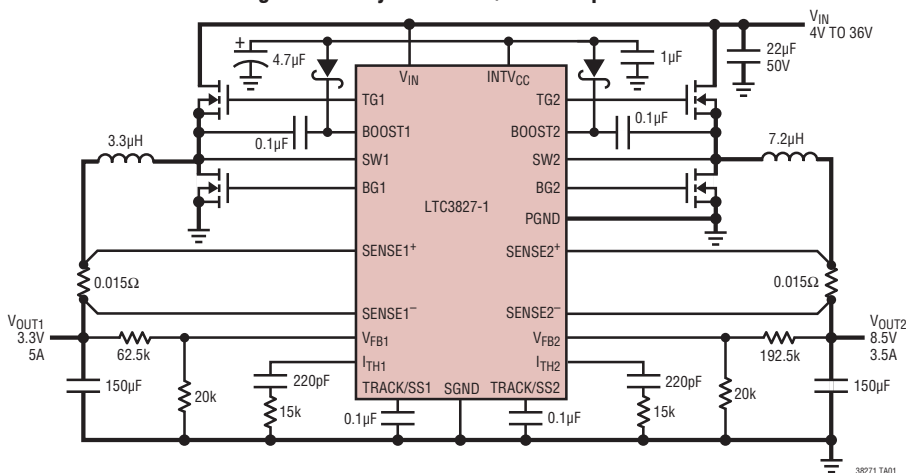 V_IN
4V TO 36V
4.7µF
1µF
22µF
50V
V_IN
INTV_CC
TG1
TG2
0.1µF
BOOST1
BOOST2
0.1µF
3.3µH
7.2µH
SW1
SW2
BG1
BG2
LTC3827-1
PGND
SENSE1+
SENSE2+
0.015Ω
0.015Ω
SENSE1–
SENSE2–
V_OUT1
3.3V
5A
62.5k
V_FB1
V_FB2
192.5k
V_OUT2
8.5V
3.5A
I_TH1
I_TH2
150µF
20k
220pF
15k
TRACK/SS1
SGND
TRACK/SS2
220pF
15k
20k
150µF
0.1µF
0.1µF
38271 TA01